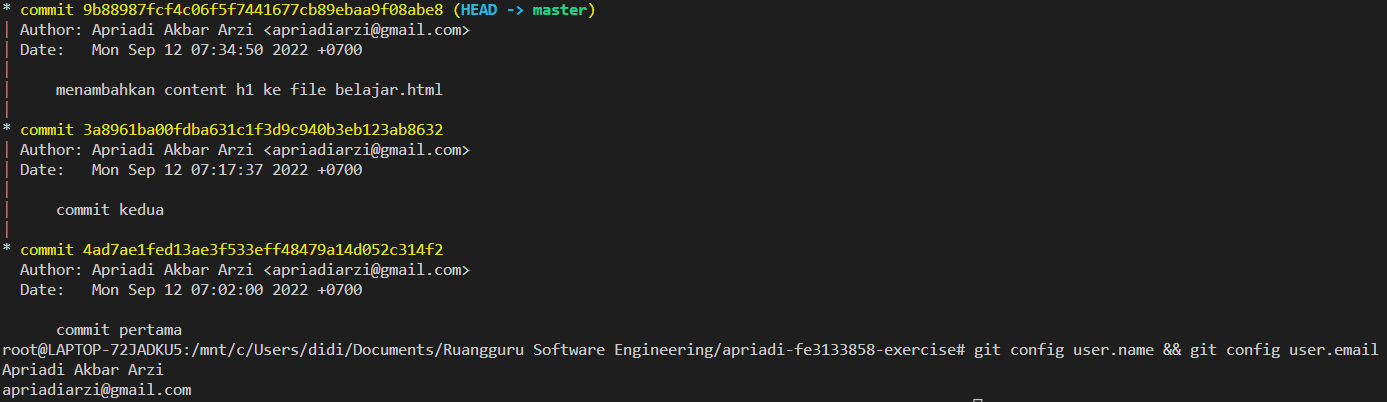 * commit 9b88987fcf4c06f5f7441677cb89ebaa9f08abe8 (HEAD -> master)
| Author: Apriadi Akbar Arzi <apriadiarzi@gmail.com>
| Date:   Mon Sep 12 07:34:50 2022 +0700
|
|     menambahkan content h1 ke file belajar.html
|
* commit 3a8961ba00fdba631c1f3d9c940b3eb123ab8632
| Author: Apriadi Akbar Arzi <apriadiarzi@gmail.com>
| Date:   Mon Sep 12 07:17:37 2022 +0700
|
|     commit kedua
|
* commit 4ad7ae1fed13ae3f533eff48479a14d052c314f2
  Author: Apriadi Akbar Arzi <apriadiarzi@gmail.com>
  Date:   Mon Sep 12 07:02:00 2022 +0700

      commit pertama
root@LAPTOP-72JADKU5:/mnt/c/Users/didi/Documents/Ruangguru Software Engineering/apriadi-fe3133858-exercise# git config user.name && git config user.email
Apriadi Akbar Arzi
apriadiarzi@gmail.com